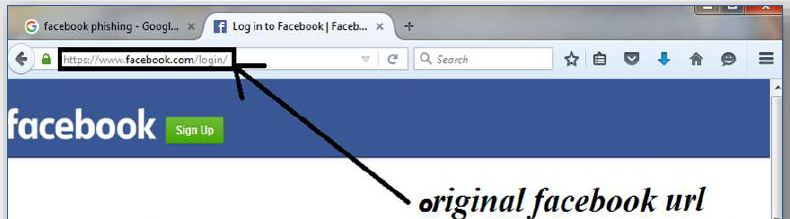 facebook phishing - Googl...
Log in to Facebook | Faceb...
https://www.facebook.com/login/
Search
facebook
Sign Up
original facebook url